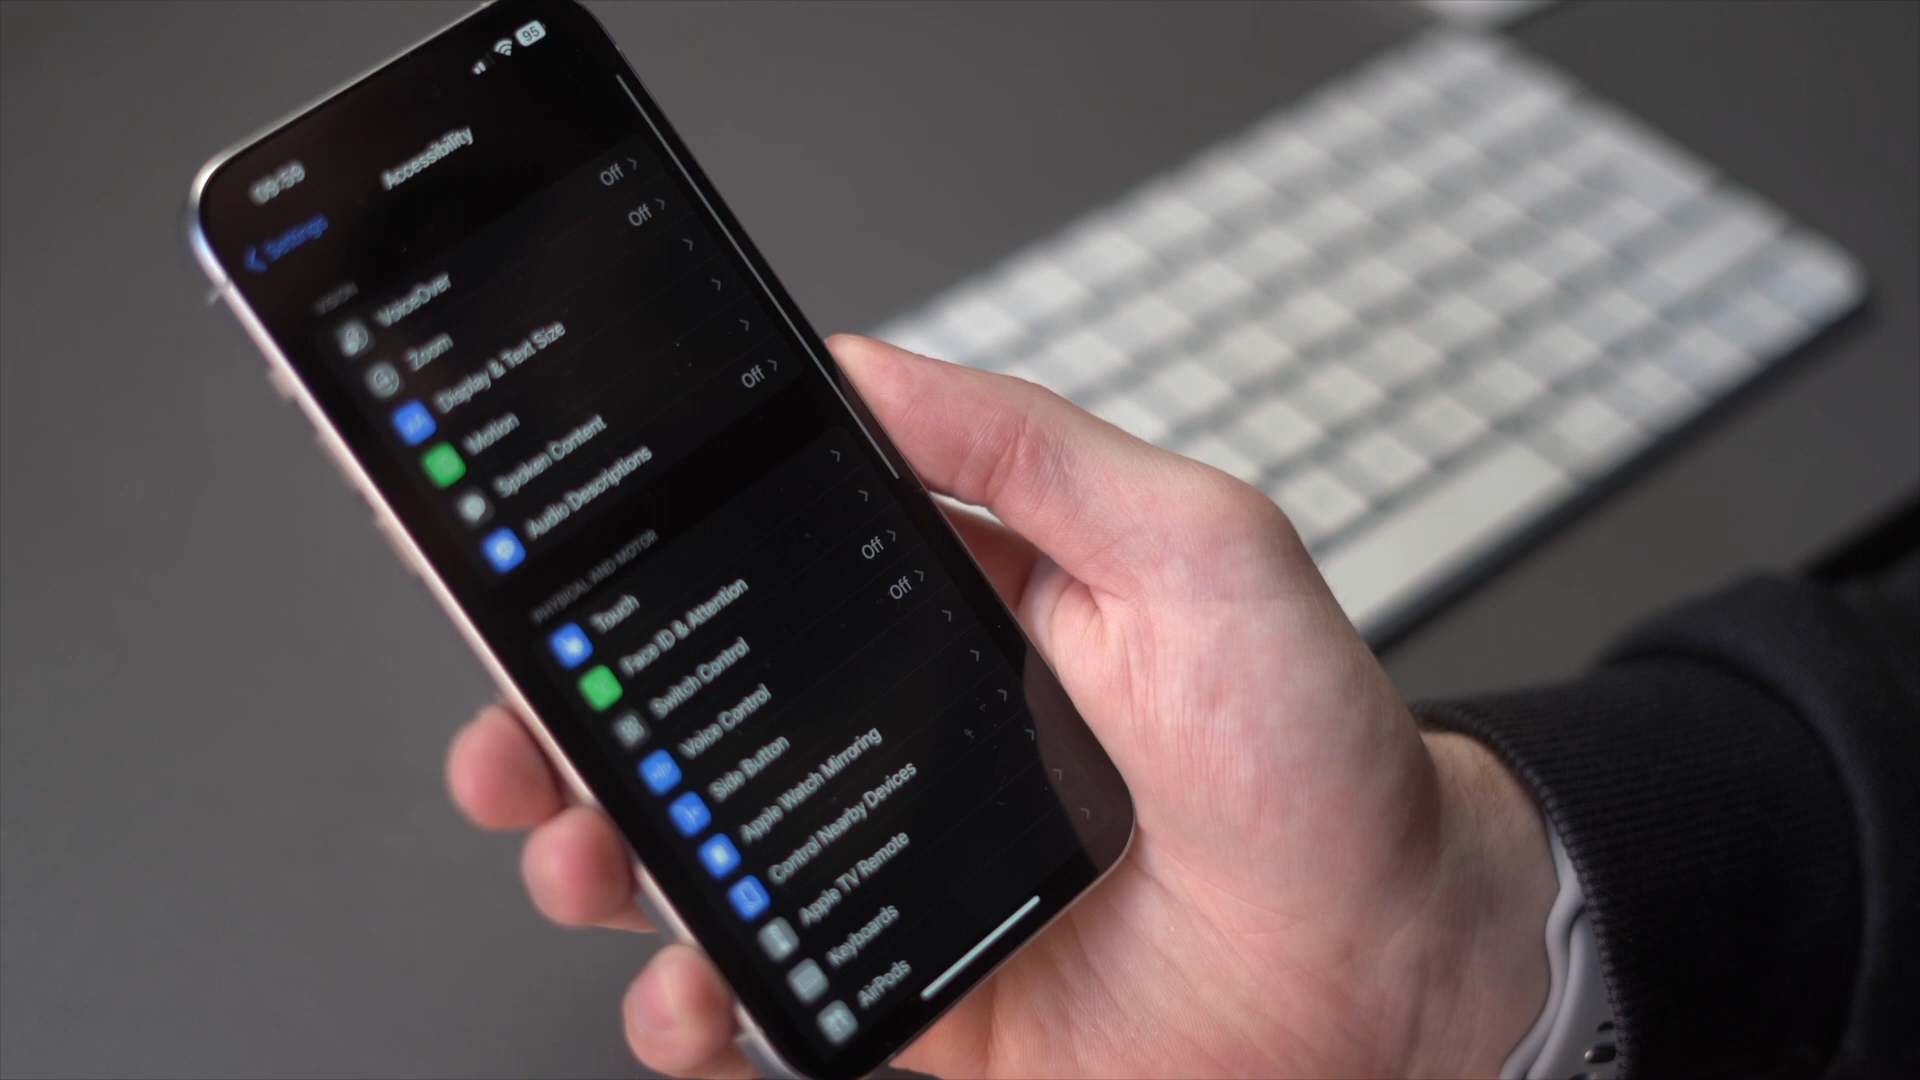 09:59
95
Settings
Accessibility
VISION
VoiceOver Off
Zoom Off
Display & Text Size
Motion
Spoken Content
Audio Descriptions Off
PHYSICAL AND MOTOR
Touch
Face ID & Attention
Switch Control Off
Voice Control Off
Side Button
Apple Watch Mirroring
Control Nearby Devices
Apple TV Remote
Keyboards
AirPods